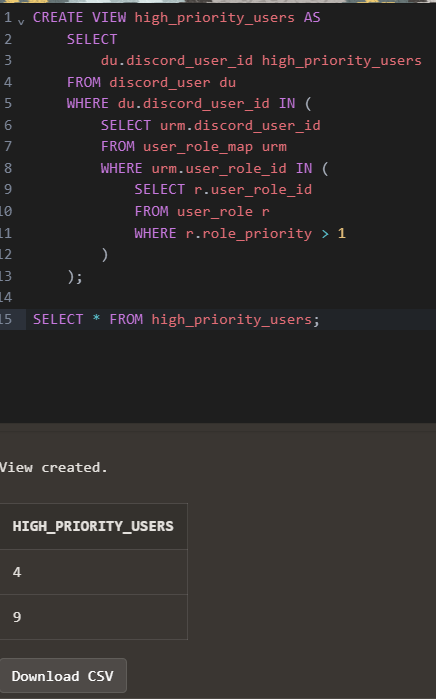 1 CREATE VIEW high_priority_users AS
2     SELECT
3         du.discord_user_id high_priority_users
4     FROM discord_user du
5     WHERE du.discord_user_id IN (
6         SELECT urm.discord_user_id
7         FROM user_role_map urm
8         WHERE urm.user_role_id IN (
9             SELECT r.user_role_id
10             FROM user_role r
11             WHERE r.role_priority > 1
12         )
13     );
14
15 SELECT * FROM high_priority_users;
View created.
HIGH_PRIORITY_USERS
4
9
Download CSV